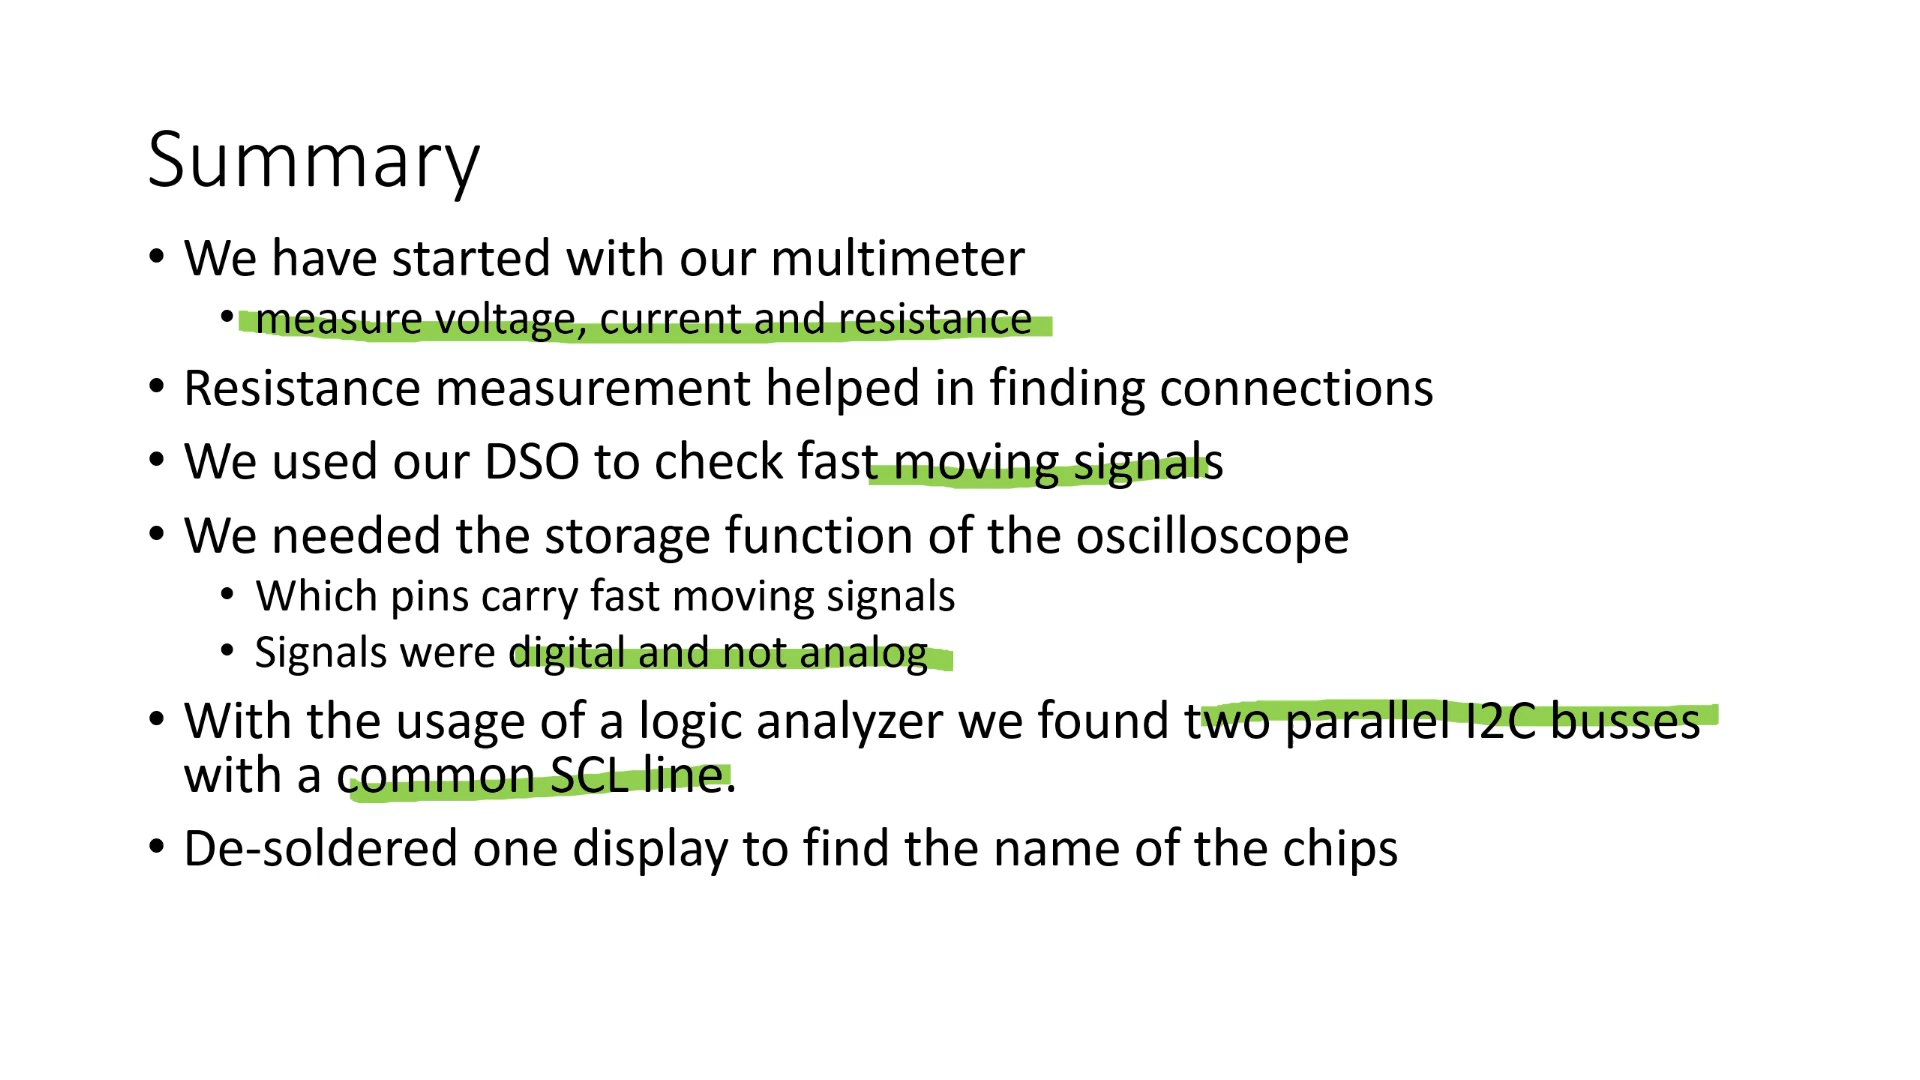 Summary
• We have started with our multimeter
• measure voltage, current and resistance
• Resistance measurement helped in finding connections
• We used our DSO to check fast moving signals
• We needed the storage function of the oscilloscope
• Which pins carry fast moving signals
• Signals were digital and not analog
• With the usage of a logic analyzer we found two parallel I2C busses
with a common SCL line.
• De-soldered one display to find the name of the chips